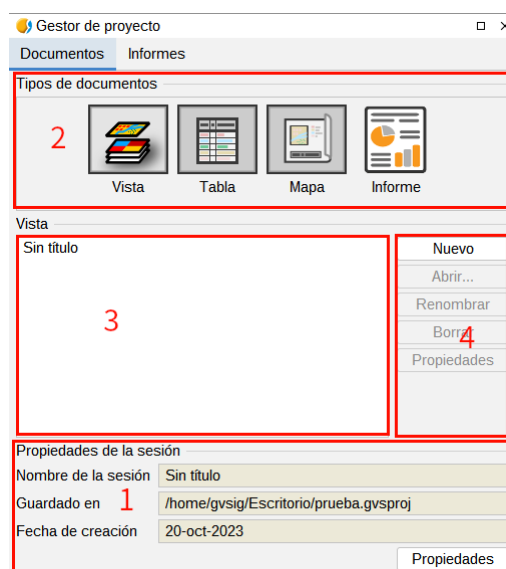 Gestor de proyecto
Documentos Informes
Tipos de documentos
2
Vista Tabla Mapa Informe
Vista
Sin título
Nuevo
Abrir...
Renombrar
3
Borrar
4
Propiedades
Propiedades de la sesión
Nombre de la sesión Sin título
Guardado en 1 /home/gvsig/Escritorio/prueba.gvsproj
Fecha de creación 20-oct-2023
Propiedades